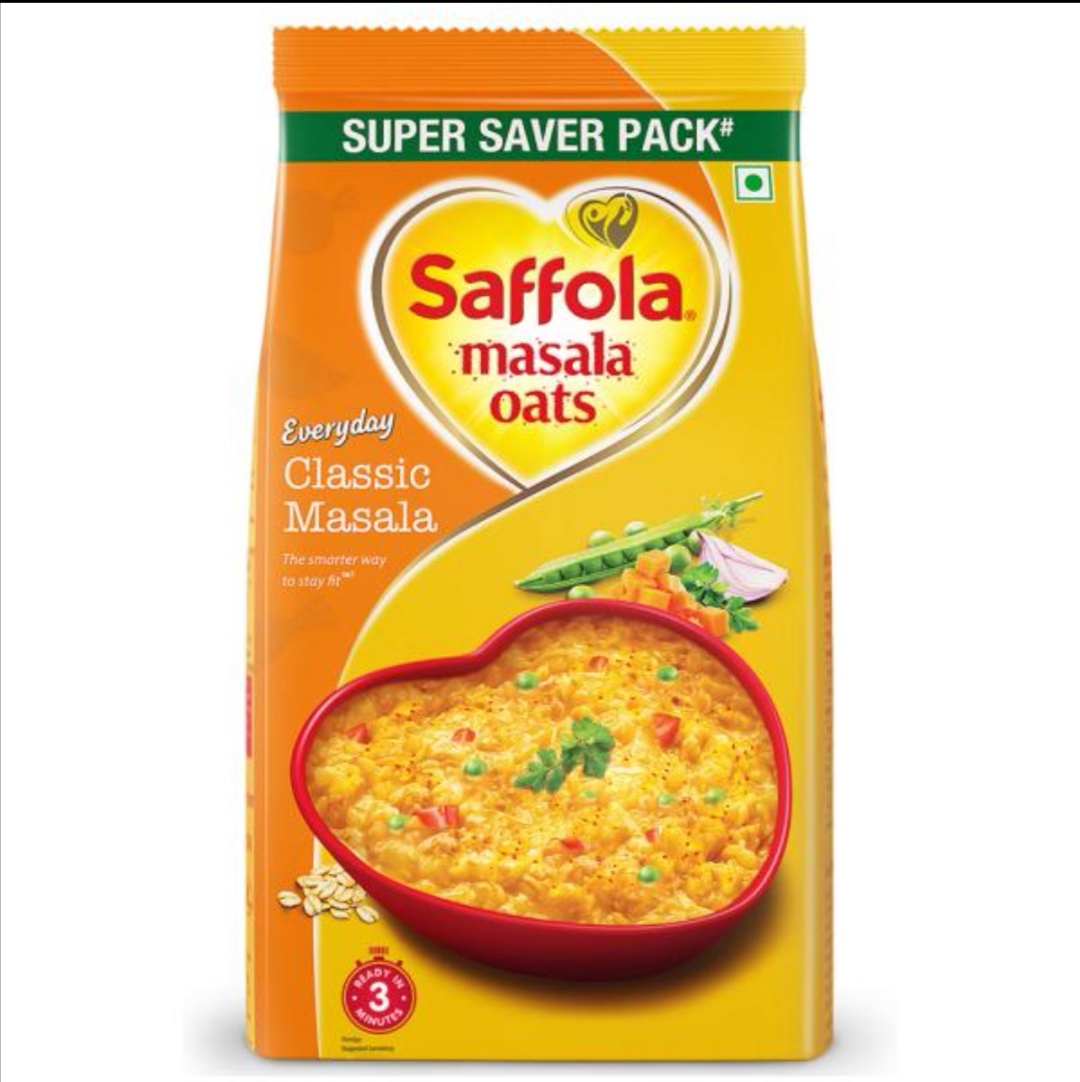 SUPER SAVER PACK#
Saffola®
masala
oats
Everyday
Classic
Masala
The smarter way
to stay fit
READY IN
3
MINUTES